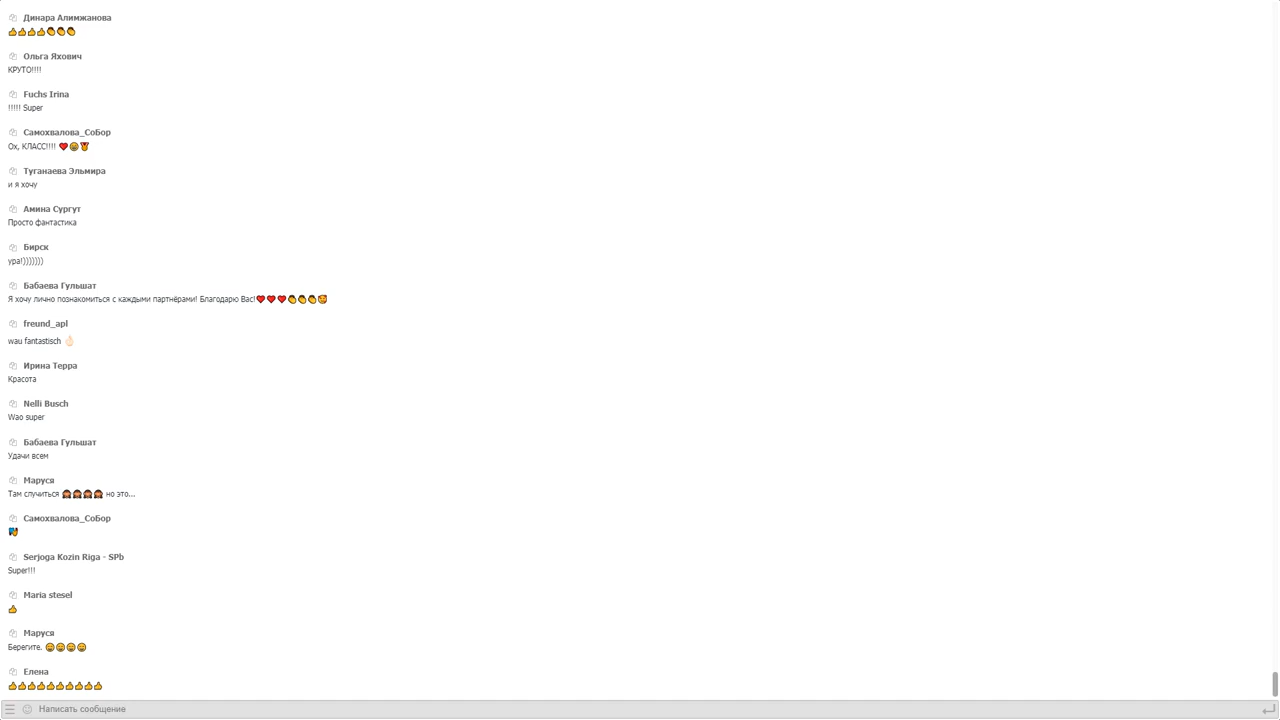 Динара Алимжанова
👍👍👍👍👏👏👏
Ольга Яхович
КРУТО!!!!
Fuchs Irina
!!!!! Super
Самохвалова_СоБор
Ох, КЛАСС!!!!
Туганаева Эльмира
и я хочу
Амина Сургут
Просто фантастика
Бирск
ура!)))))))
Бабаева Гульшат
Я хочу лично познакомиться с каждыми партнёрами! Благодарю Вас!
freund_apl
wau fantastisch
Ирина Терра
Красота
Nelli Busch
Wao super
Бабаева Гульшат
Удачи всем
Маруся
Там случиться но это...
Самохвалова_СоБор
Serjoga Kozin Riga - SPb
Super!!!
Maria stesel
👍
Маруся
Берегите.
Елена
👍👍👍👍👍👍👍👍👍👍
Написать сообщение